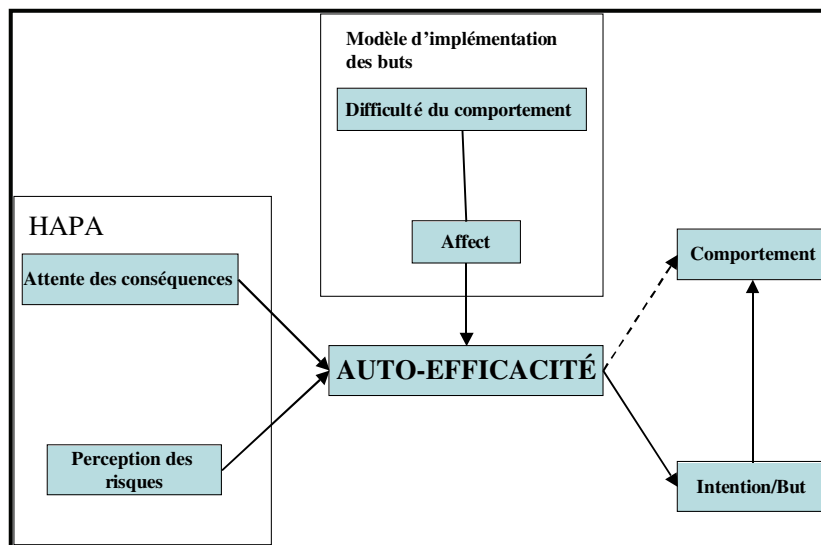 Modèle d'implémentation
des buts
Difficulté du comportement
HAPA
Affect
Attente des conséquences
Comportement
AUTO-EFFICACITÉ
Perception des
risques
Intention/But